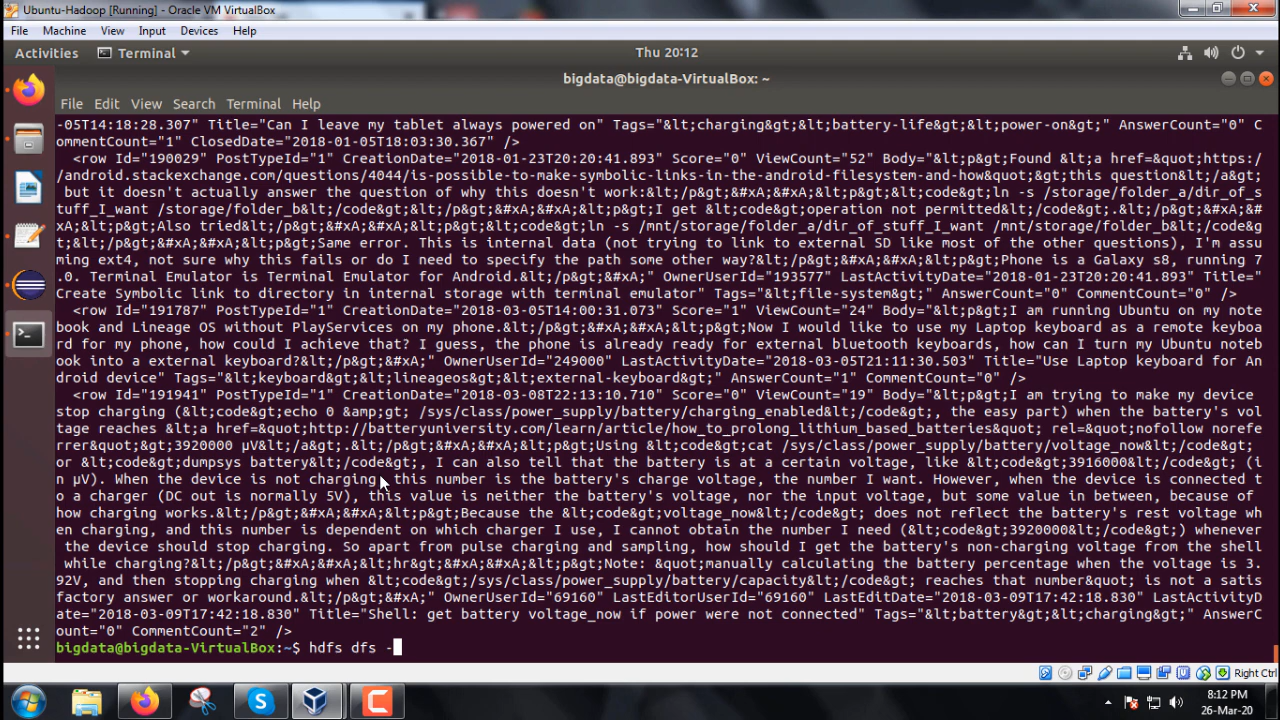 Ubuntu-Hadoop [Running] - Oracle VM VirtualBox
File Machine View Input Devices Help
Activities Terminal Thu 20:12
bigdata@bigdata-VirtualBox: ~
File Edit View Search Terminal Help
-05T14:18:28.307" Title="Can I leave my tablet always powered on" Tags="&lt;charging&gt;&lt;battery-life&gt;&lt;power-on&gt;" AnswerCount="0" C
ommentCount="1" ClosedDate="2018-01-05T18:03:30.367" />
<row Id="190029" PostTypeId="1" CreationDate="2018-01-23T20:20:41.893" Score="0" ViewCount="52" Body="&lt;p&gt;Found &lt;a href=&quot;https:/
/android.stackexchange.com/questions/4044/is-possible-to-make-symbolic-links-in-the-android-filesystem-and-how&quot;&gt;this question&lt;/a&gt;
but it doesn't actually answer the question of why this doesn't work:&lt;/p&gt;&#xA;&#xA;&lt;p&gt;&lt;code&gt;ln -s /storage/folder_a/dir_of_s
tuff_I_want /storage/folder_b&lt;/code&gt;&lt;/p&gt;&#xA;&#xA;&lt;p&gt;I get &lt;code&gt;operation not permitted&lt;/code&gt;.&lt;/p&gt;&#xA;&#
xA;&lt;p&gt;Also tried&lt;code&gt;ln -s /mnt/storage/folder_a/dir_of_stuff_I_want /mnt/storage/folder_b&lt;/code&gt;&lt;/p&g
t;&#xA;&#xA;&lt;p&gt;Same error. This is internal data (not trying to link to external SD like most of the other questions), I'm assu
ming ext4, not sure why this fails or do I need to specify the path some other way?&lt;/p&gt;&#xA;&#xA;&lt;p&gt;Phone is a Galaxy s8, running 7
.0. Terminal Emulator is Terminal Emulator for Android.&lt;/p&gt;&#xA;" OwnerUserId="193577" LastActivityDate="2018-01-23T20:20:41.893" Title="
Create Symbolic link to directory in internal storage with terminal emulator" Tags="&lt;file-system&gt;" AnswerCount="0" CommentCount="0" />
<row Id="191787" PostTypeId="1" CreationDate="2018-03-05T14:00:31.073" Score="1" ViewCount="24" Body="&lt;p&gt;I am running Ubuntu on my note
book and Lineage OS without PlayServices on my phone.&lt;/p&gt;&#xA;&#xA;&lt;p&gt;Now I would like to use my Laptop keyboard as a remote keyboa
rd for my phone, how could I achieve that? I guess, the phone is already ready for external bluetooth keyboards, how can I turn my Ubuntu noteb
ook into a external keyboard?&lt;/p&gt;&#xA;" OwnerUserId="249000" LastActivityDate="2018-03-05T21:11:30.503" Title="Use Laptop keyboard for An
droid device" Tags="&lt;keyboard&gt;&lt;lineageos&gt;&lt;external-keyboard&gt;" AnswerCount="1" CommentCount="0" />
<row Id="191941" PostTypeId="1" CreationDate="2018-03-08T22:13:10.710" Score="0" ViewCount="19" Body="&lt;p&gt;I am trying to make my device
stop charging (&lt;code&gt;echo 0 &amp;gt; /sys/class/power_supply/battery/charging_enabled&lt;/code&gt;, the easy part) when the battery's vol
tage reaches &lt;a href=&quot;http://batteryuniversity.com/learn/article/how_to_prolong_lithium_based_batteries&quot; rel=&quot;nofollow norefe
rrer&quot;&gt;3920000 µV&lt;/a&gt;.&lt;/p&gt;&#xA;&#xA;&lt;p&gt;Using &lt;code&gt;cat /sys/class/power_supply/battery/voltage_now&lt;/code&gt;
or &lt;code&gt;dumpsys battery&lt;/code&gt;, I can also tell that the battery is at a certain voltage, like &lt;code&gt;3916000&lt;/code&gt; (i
n µV). When the device is not charging, this number is the battery's charge voltage, the number I want. However, when the device is connected t
o a charger (DC out is normally 5V), this value is neither the battery's voltage, nor the input voltage, but some value in between, because of
how charging works.&lt;/p&gt;&#xA;&#xA;&lt;p&gt;Because the &lt;code&gt;voltage_now&lt;/code&gt; does not reflect the battery's rest voltage wh
en charging, and this number is dependent on which charger I use, I cannot obtain the number I need (&lt;code&gt;3920000&lt;/code&gt;) whenever
the device should stop charging. So apart from pulse charging and sampling, how should I get the battery's non-charging voltage from the shell
while charging?&lt;/p&gt;&#xA;&#xA;&lt;hr&gt;&#xA;&#xA;&lt;p&gt;Note: &quot;manually calculating the battery percentage when the voltage is 3.
92V, and then stopping charging when &lt;code&gt;/sys/class/power_supply/battery/capacity&lt;/code&gt; reaches that number&quot; is not a satis
factory answer or workaround.&lt;/p&gt;&#xA;" OwnerUserId="69160" LastEditorUserId="69160" LastEditDate="2018-03-09T17:42:18.830" LastActivityD
ate="2018-03-09T17:42:18.830" Title="Shell: get battery voltage_now if power were not connected" Tags="&lt;battery&gt;&lt;charging&gt;" AnswerC
ount="0" CommentCount="2" />
bigdata@bigdata-VirtualBox:~$ hdfs dfs -
Right Ctrl
8:12 PM
26-Mar-20